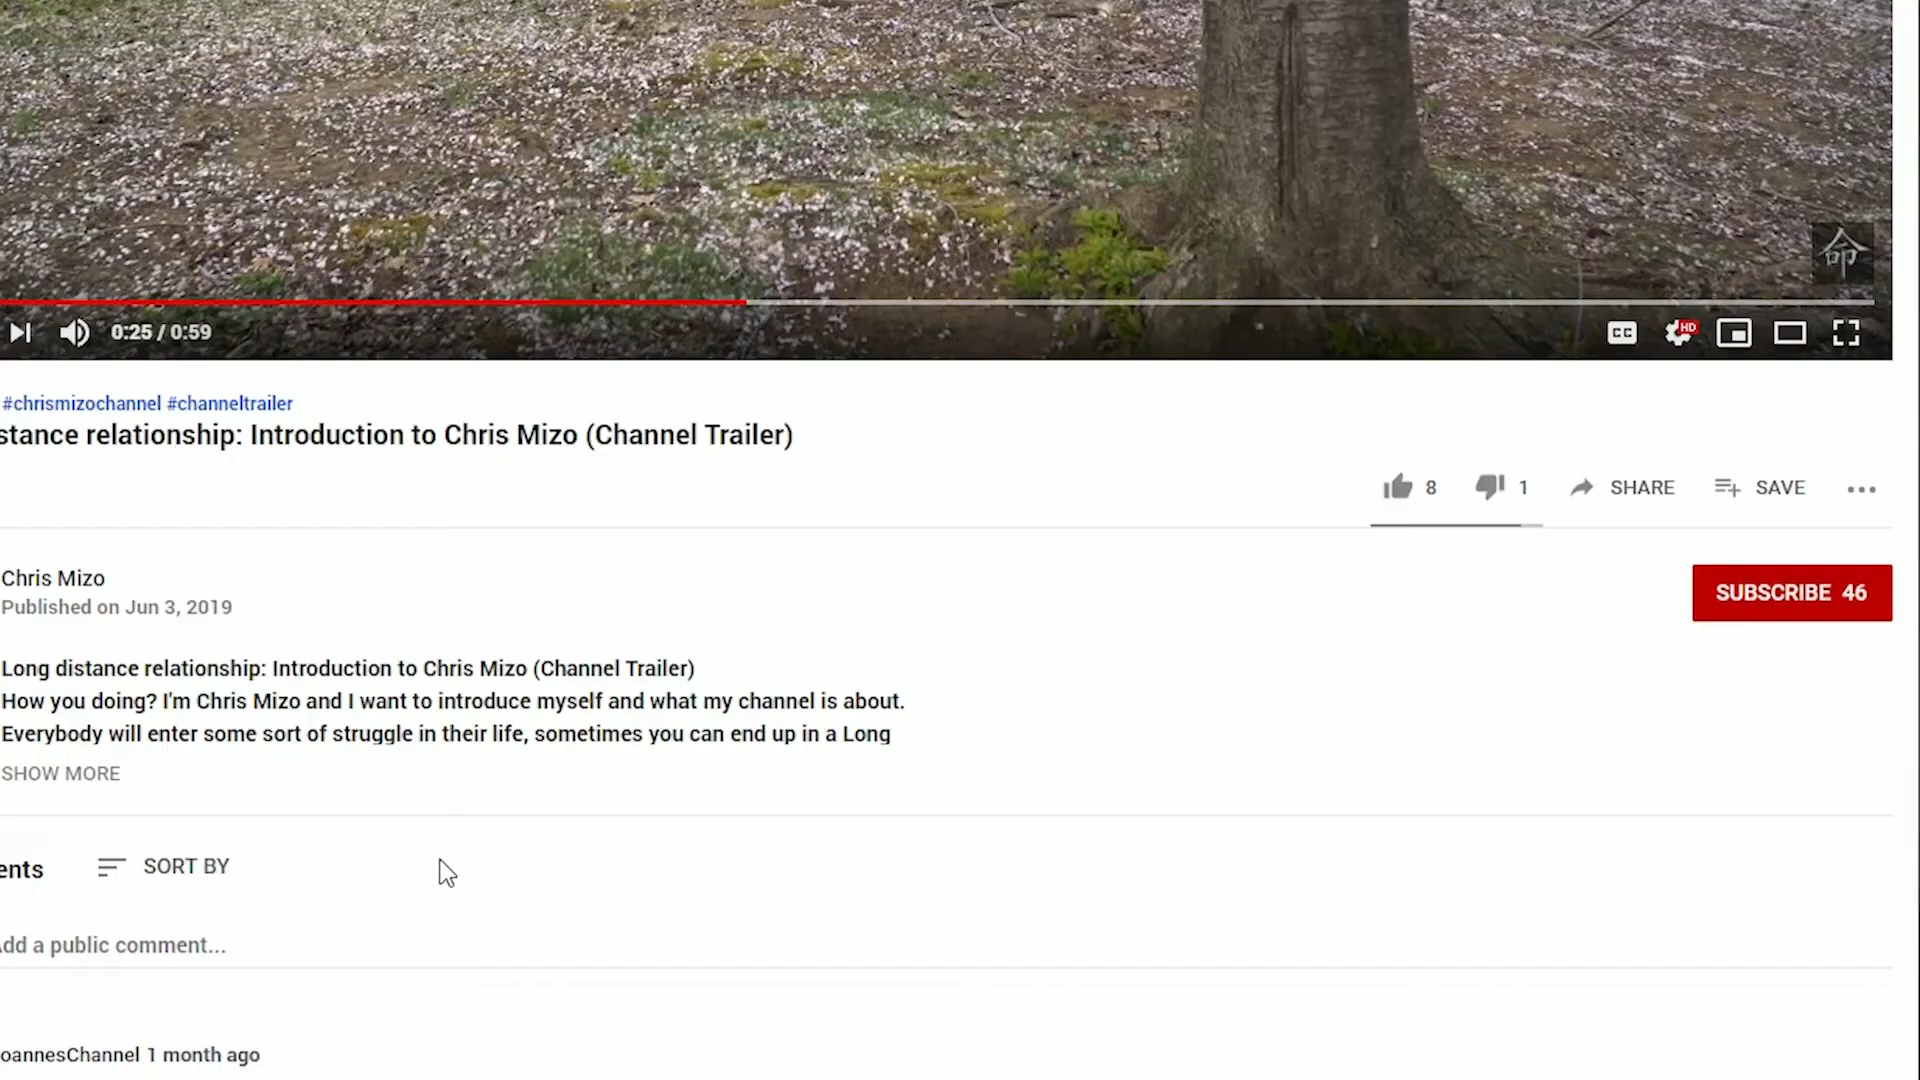 命
0:25 / 0:59
CC
HD
#chrismizochannel #channeltrailer
stance relationship: Introduction to Chris Mizo (Channel Trailer)
8 1 SHARE SAVE
Chris Mizo
Published on Jun 3, 2019
SUBSCRIBE 46
Long distance relationship: Introduction to Chris Mizo (Channel Trailer)
How you doing? I'm Chris Mizo and I want to introduce myself and what my channel is about.
Everybody will enter some sort of struggle in their life, sometimes you can end up in a Long
SHOW MORE
ents SORT BY
dd a public comment...
oannesChannel 1 month ago